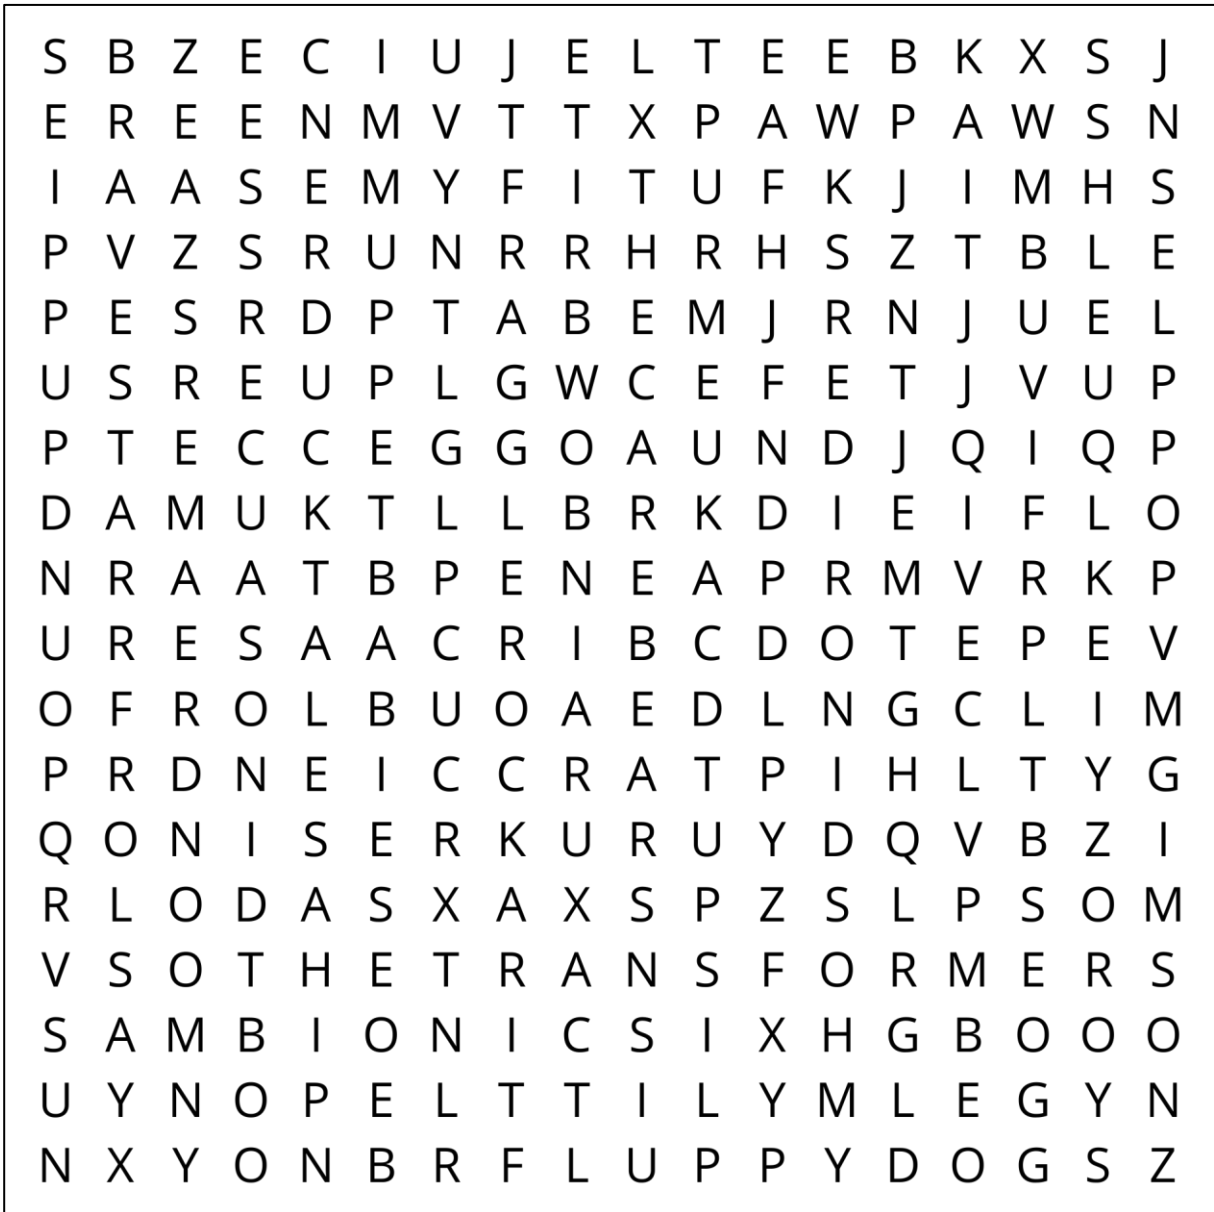 S B Z E C I U J E L T E E B K X S J
E R E E N M V T T X P A W P A W S N
I A A S E M Y F I T U F K J I M H S
P V Z S R U N R R H R H S Z T B L E
P E S R D P T A B E M J R N J U E L
U S R E U P L G W C E F E T J V U P
P T E C C E G G O A U N D J Q I Q P
D A M U K T L L B R K D I E I F L O
N R A A T B P E N E A P R M V R K P
U R E S A A C R I B C D O T E P E V
O F R O L B U O A E D L N G C L I M
P R D N E I C C R A T P I H L T Y G
Q O N I S E R K U R U Y D Q V B Z I
R L O D A S X A X S P Z S L P S O M
V S O T H E T R A N S F O R M E R S
S A M B I O N I C S I X H G B O O O
U Y N O P E L T T I L Y M L E G Y N
N X Y O N B R F L U P P Y D O G S Z